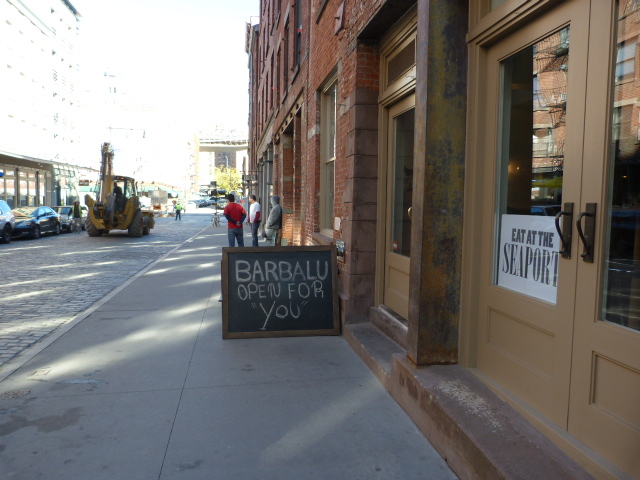 BARBALU
OPEN FOR
"YOU"
EAT AT THE
SEAPORT